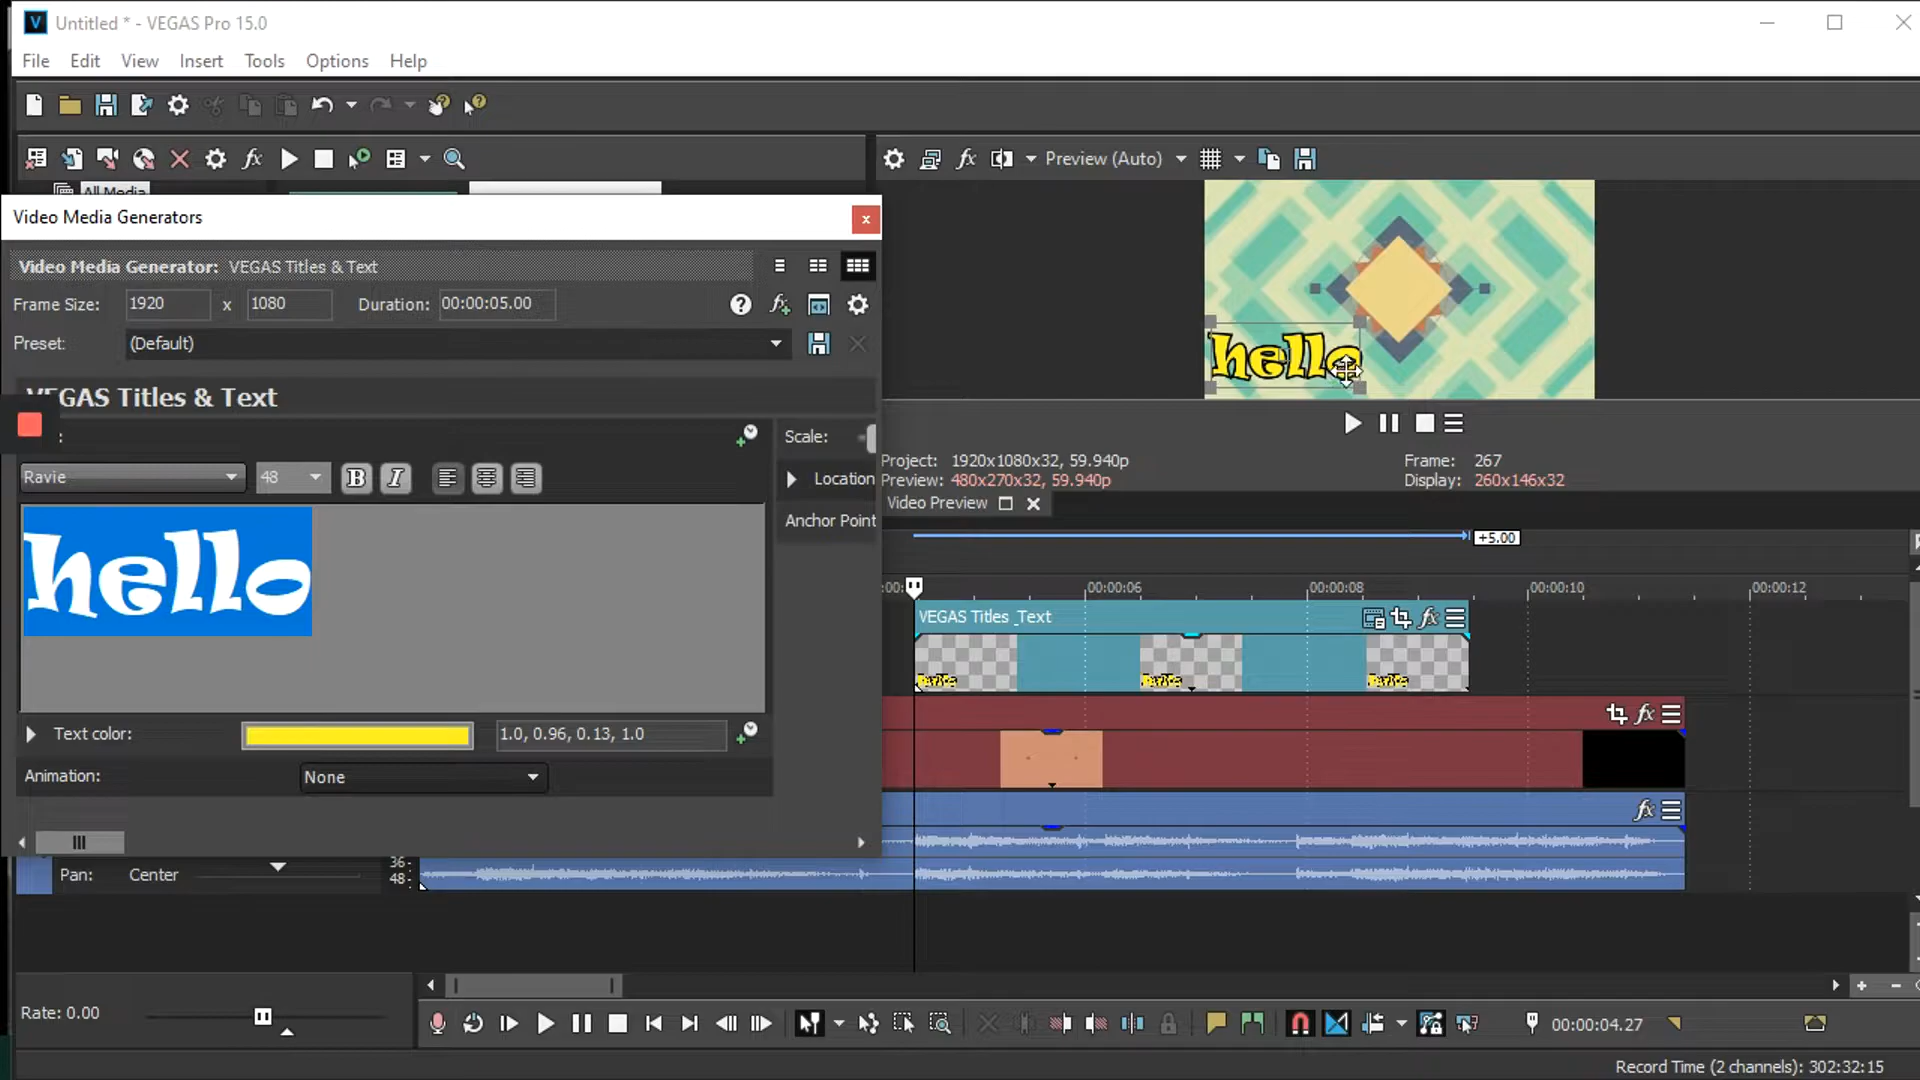 Untitled * - VEGAS Pro 15.0
File Edit View Insert Tools Options Help
Preview (Auto)
All Media
Video Media Generators
Video Media Generator: VEGAS Titles & Text
Frame Size: 1920 x 1080 Duration: 00:00:05.00
Preset: (Default)
VEGAS Titles & Text
Scale:
Ravie 48 B I
Location
Anchor Point
hello
Text color: 1.0, 0.96, 0.13, 1.0
Animation: None
hello
Project: 1920x1080x32, 59.940p
Frame: 267
Preview: 480x270x32, 59.940p
Display: 260x146x32
Video Preview
+5.00
00:00:06 00:00:08 00:00:10 00:00:12
VEGAS Titles _Text
Pan: Center
36
48
Rate: 0.00
00:00:04.27
Record Time (2 channels): 302:32:15